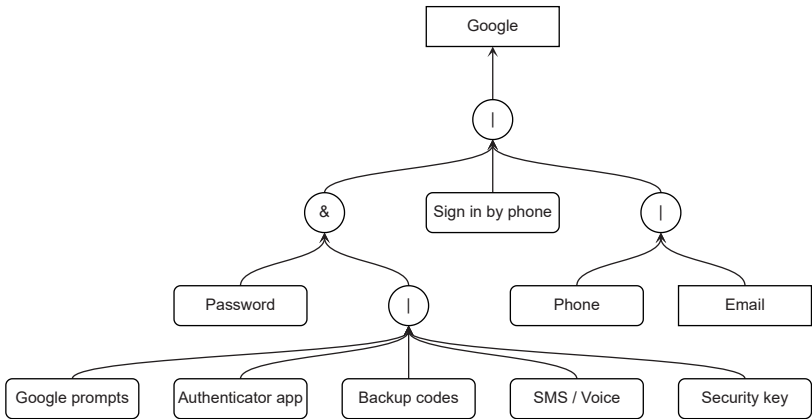 Google
|
&
Sign in by phone
|
Password
|
Phone
Email
Google prompts
Authenticator app
Backup codes
SMS / Voice
Security key